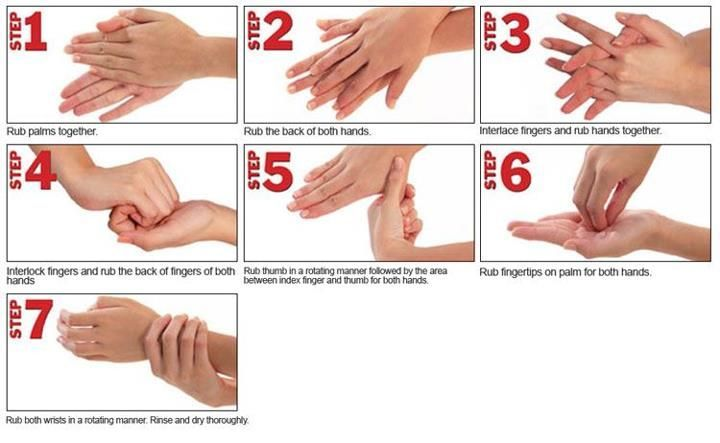 STEP 1
Rub palms together.
STEP 2
Rub the back of both hands.
STEP 3
Interlace fingers and rub hands together.
STEP 4
Interlock fingers and rub the back of fingers of both
hands
STEP 5
Rub thumb in a rotating manner followed by the area
between index finger and thumb for both hands.
STEP 6
Rub fingertips on palm for both hands.
STEP 7
Rub both wrists in a rotating manner. Rinse and dry thoroughly.